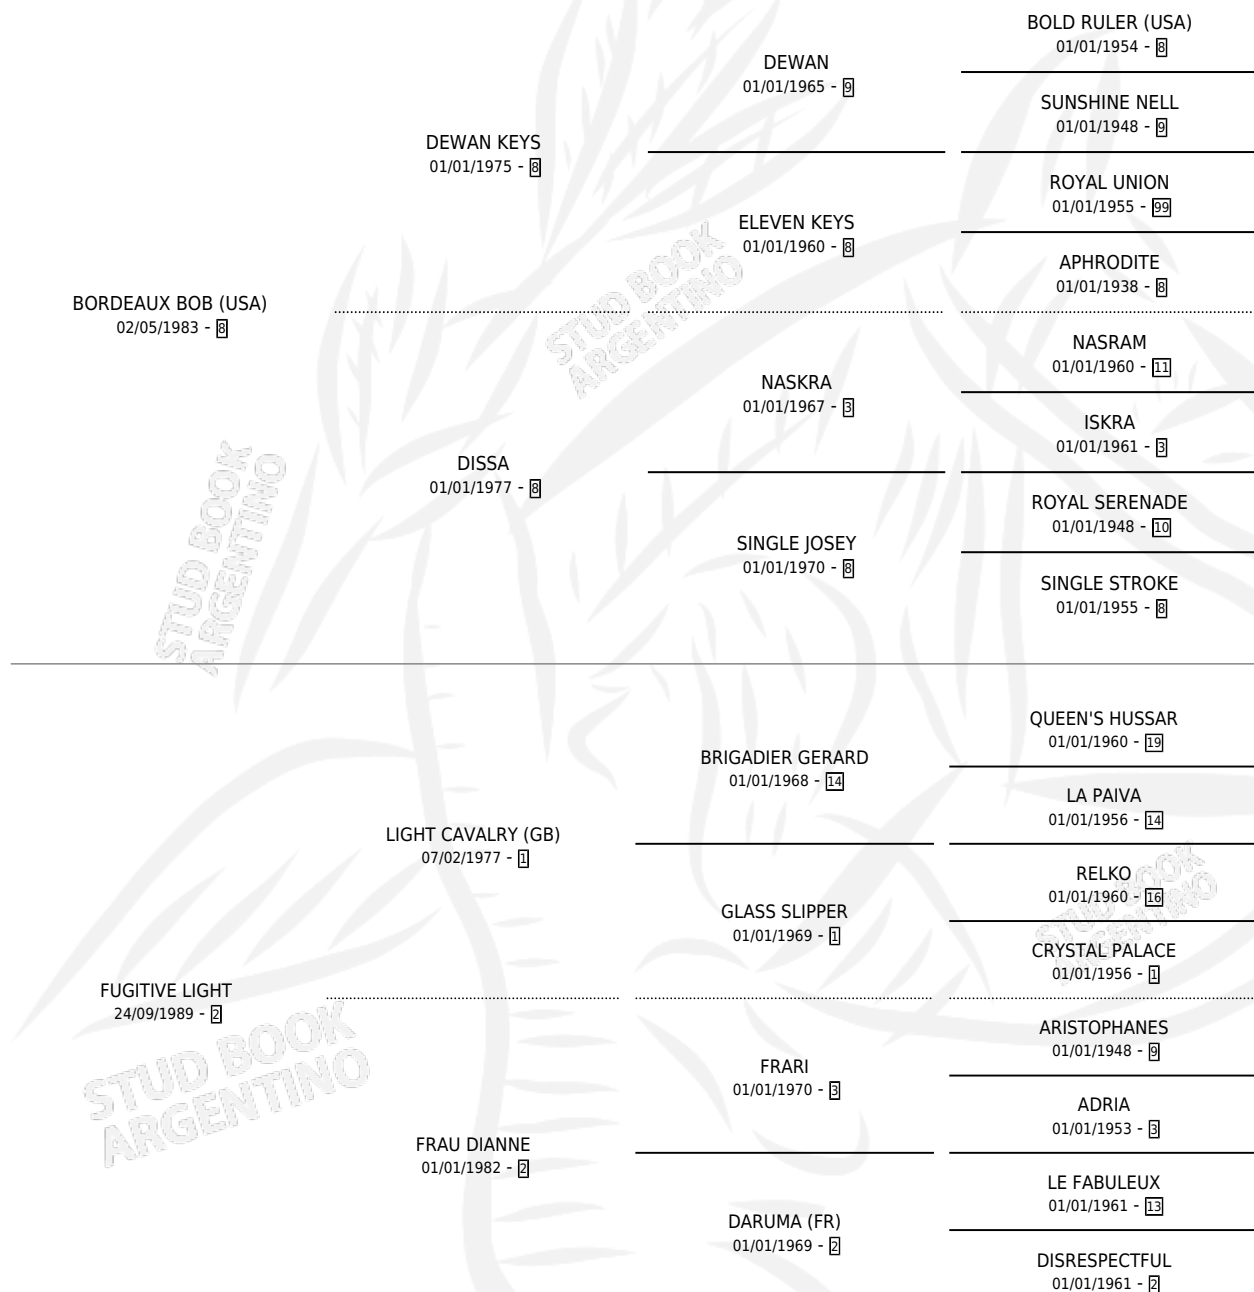 BOLD RULER (USA)
01/01/1954 - 8
DEWAN
01/01/1965 - 9
SUNSHINE NELL
01/01/1948 - 9
DEWAN KEYS
01/01/1975 - 8
ROYAL UNION
01/01/1955 - 99
ELEVEN KEYS
01/01/1960 - 8
APHRODITE
01/01/1938 - 8
BORDEAUX BOB (USA)
02/05/1983 - 8
STUD BOOK
ARGENTINO
NASRAM
01/01/1960 - 11
NASKRA
01/01/1967 - 3
ISKRA
01/01/1961 - 3
DISSA
01/01/1977 - 8
ROYAL SERENADE
01/01/1948 - 10
SINGLE JOSEY
01/01/1970 - 8
SINGLE STROKE
01/01/1955 - 8
STUD BOOK
ARGENTINO
QUEEN'S HUSSAR
01/01/1960 - 19
BRIGADIER GERARD
01/01/1968 - 14
LA PAIVA
01/01/1956 - 14
LIGHT CAVALRY (GB)
07/02/1977 - 1
RELKO
01/01/1960 - 16
GLASS SLIPPER
01/01/1969 - 1
STUD BOOK
ARGENTINO
CRYSTAL PALACE
01/01/1956 - 1
FUGITIVE LIGHT
24/09/1989 - 2
STUD BOOK
ARGENTINO
ARISTOPHANES
01/01/1948 - 9
FRARI
01/01/1970 - 3
ADRIA
01/01/1953 - 3
FRAU DIANNE
01/01/1982 - 2
LE FABULEUX
01/01/1961 - 13
DARUMA (FR)
01/01/1969 - 2
DISRESPECTFUL
01/01/1961 - 2